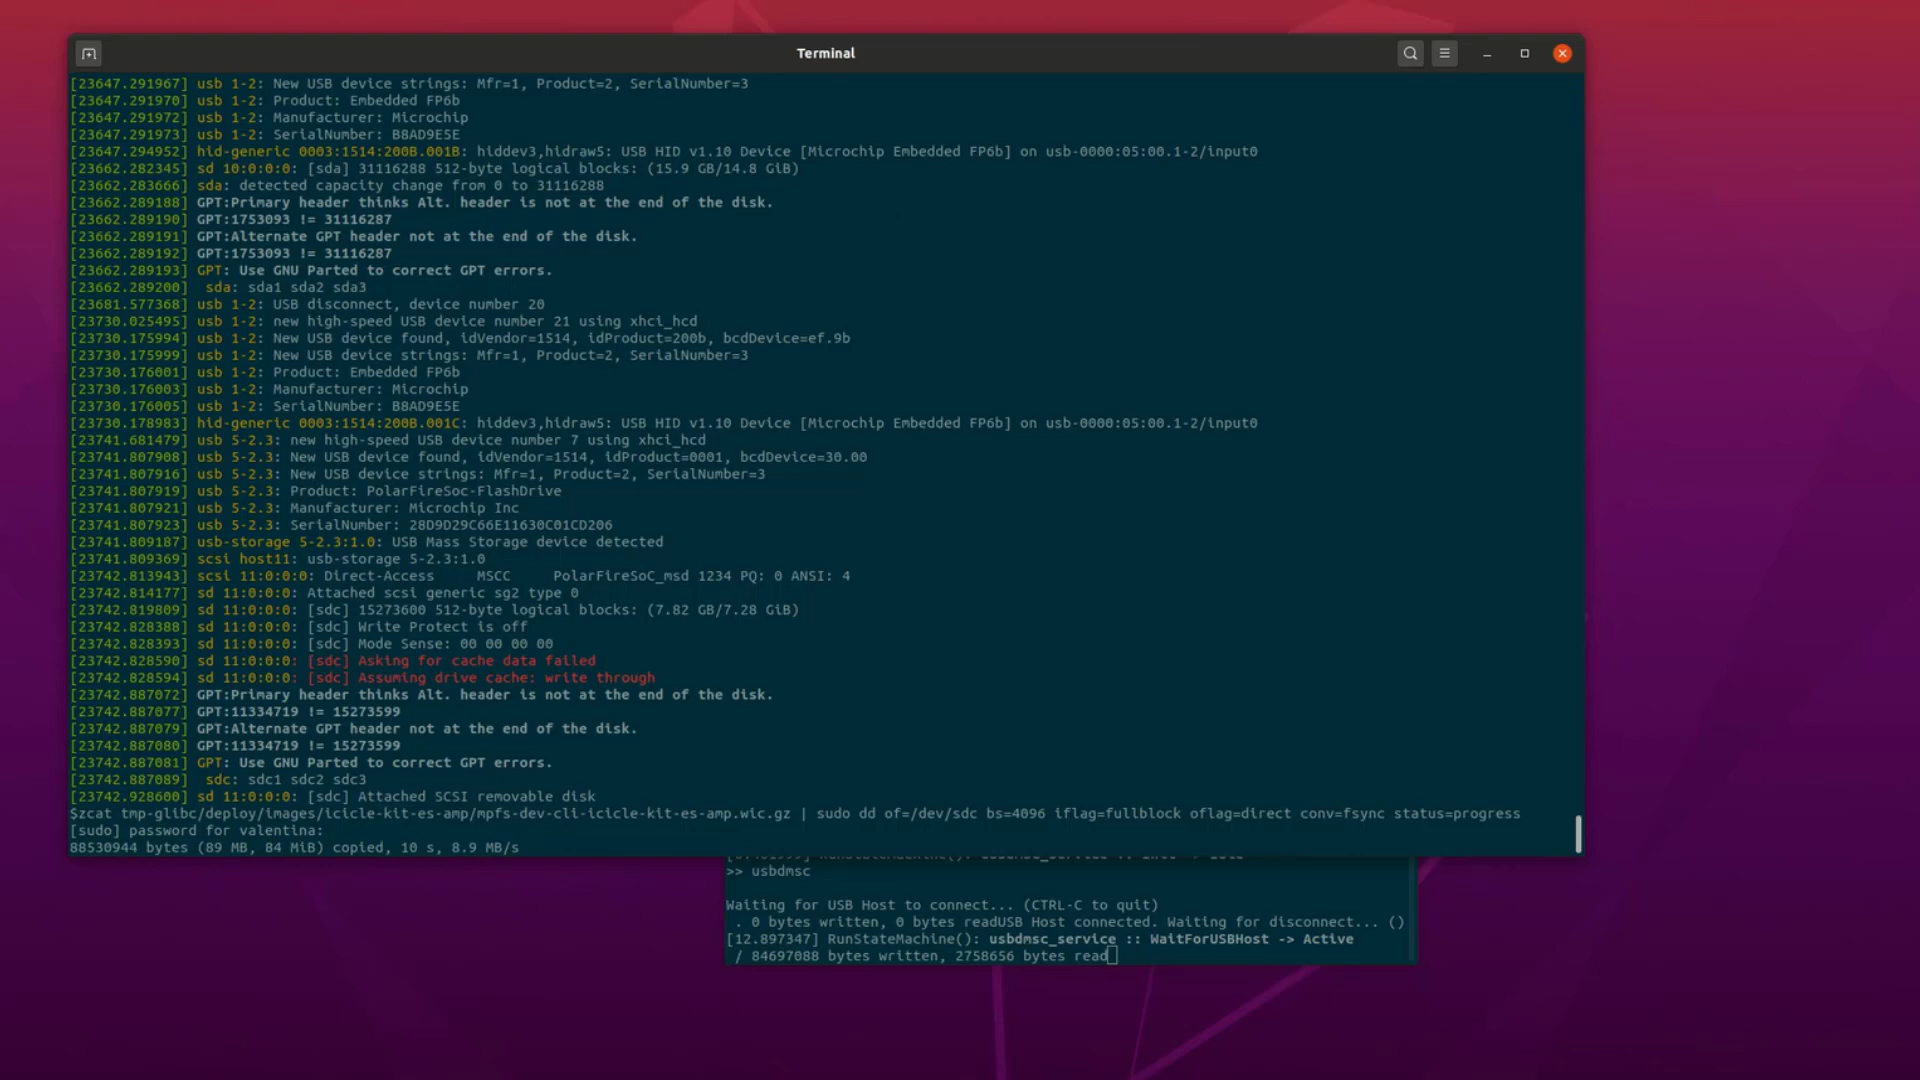 Terminal
[23647.291967] usb 1-2: New USB device strings: Mfr=1, Product=2, SerialNumber=3
[23647.291970] usb 1-2: Product: Embedded FP6b
[23647.291972] usb 1-2: Manufacturer: Microchip
[23647.291973] usb 1-2: SerialNumber: B8AD9E5E
[23647.294952] hid-generic 0003:1514:200B.001B: hiddev3,hidraw5: USB HID v1.10 Device [Microchip Embedded FP6b] on usb-0000:05:00.1-2/input0
[23662.282345] sd 10:0:0:0: [sda] 31116288 512-byte logical blocks: (15.9 GB/14.8 GiB)
[23662.283666] sda: detected capacity change from 0 to 31116288
[23662.289188] GPT:Primary header thinks Alt. header is not at the end of the disk.
[23662.289190] GPT:1753093 != 31116287
[23662.289191] GPT:Alternate GPT header not at the end of the disk.
[23662.289192] GPT:1753093 != 31116287
[23662.289193] GPT: Use GNU Parted to correct GPT errors.
[23662.289200]  sda: sda1 sda2 sda3
[23681.577368] usb 1-2: USB disconnect, device number 20
[23730.025495] usb 1-2: new high-speed USB device number 21 using xhci_hcd
[23730.175994] usb 1-2: New USB device found, idVendor=1514, idProduct=200b, bcdDevice=ef.9b
[23730.175999] usb 1-2: New USB device strings: Mfr=1, Product=2, SerialNumber=3
[23730.176001] usb 1-2: Product: Embedded FP6b
[23730.176003] usb 1-2: Manufacturer: Microchip
[23730.176005] usb 1-2: SerialNumber: B8AD9E5E
[23730.178983] hid-generic 0003:1514:200B.001C: hiddev3,hidraw5: USB HID v1.10 Device [Microchip Embedded FP6b] on usb-0000:05:00.1-2/input0
[23741.681479] usb 5-2.3: new high-speed USB device number 7 using xhci_hcd
[23741.807908] usb 5-2.3: New USB device found, idVendor=1514, idProduct=0001, bcdDevice=30.00
[23741.807916] usb 5-2.3: New USB device strings: Mfr=1, Product=2, SerialNumber=3
[23741.807919] usb 5-2.3: Product: PolarFireSoc-FlashDrive
[23741.807921] usb 5-2.3: Manufacturer: Microchip Inc
[23741.807923] usb 5-2.3: SerialNumber: 28D9D29C66E11630C01CD206
[23741.809187] usb-storage 5-2.3:1.0: USB Mass Storage device detected
[23741.809369] scsi host11: usb-storage 5-2.3:1.0
[23742.813943] scsi 11:0:0:0: Direct-Access     MSCC     PolarFireSoC_msd 1234 PQ: 0 ANSI: 4
[23742.814177] sd 11:0:0:0: Attached scsi generic sg2 type 0
[23742.819809] sd 11:0:0:0: [sdc] 15273600 512-byte logical blocks: (7.82 GB/7.28 GiB)
[23742.828388] sd 11:0:0:0: [sdc] Write Protect is off
[23742.828393] sd 11:0:0:0: [sdc] Mode Sense: 00 00 00 00
[23742.828590] sd 11:0:0:0: [sdc] Asking for cache data failed
[23742.828594] sd 11:0:0:0: [sdc] Assuming drive cache: write through
[23742.887072] GPT:Primary header thinks Alt. header is not at the end of the disk.
[23742.887077] GPT:11334719 != 15273599
[23742.887079] GPT:Alternate GPT header not at the end of the disk.
[23742.887080] GPT:11334719 != 15273599
[23742.887081] GPT: Use GNU Parted to correct GPT errors.
[23742.887089]  sdc: sdc1 sdc2 sdc3
[23742.928600] sd 11:0:0:0: [sdc] Attached SCSI removable disk
$zcat tmp-glibc/deploy/images/icicle-kit-es-amp/mpfs-dev-cli-icicle-kit-es-amp.wic.gz | sudo dd of=/dev/sdc bs=4096 iflag=fullblock oflag=direct conv=fsync status=progress
[sudo] password for valentina:
88530944 bytes (89 MB, 84 MiB) copied, 10 s, 8.9 MB/s
>> usbdmsc
Waiting for USB Host to connect... (CTRL-C to quit)
. 0 bytes written, 0 bytes readUSB Host connected. Waiting for disconnect... ()
[12.897347] RunStateMachine(): usbdmsc_service :: WaitForUSBHost -> Active
/ 84697088 bytes written, 2758656 bytes read